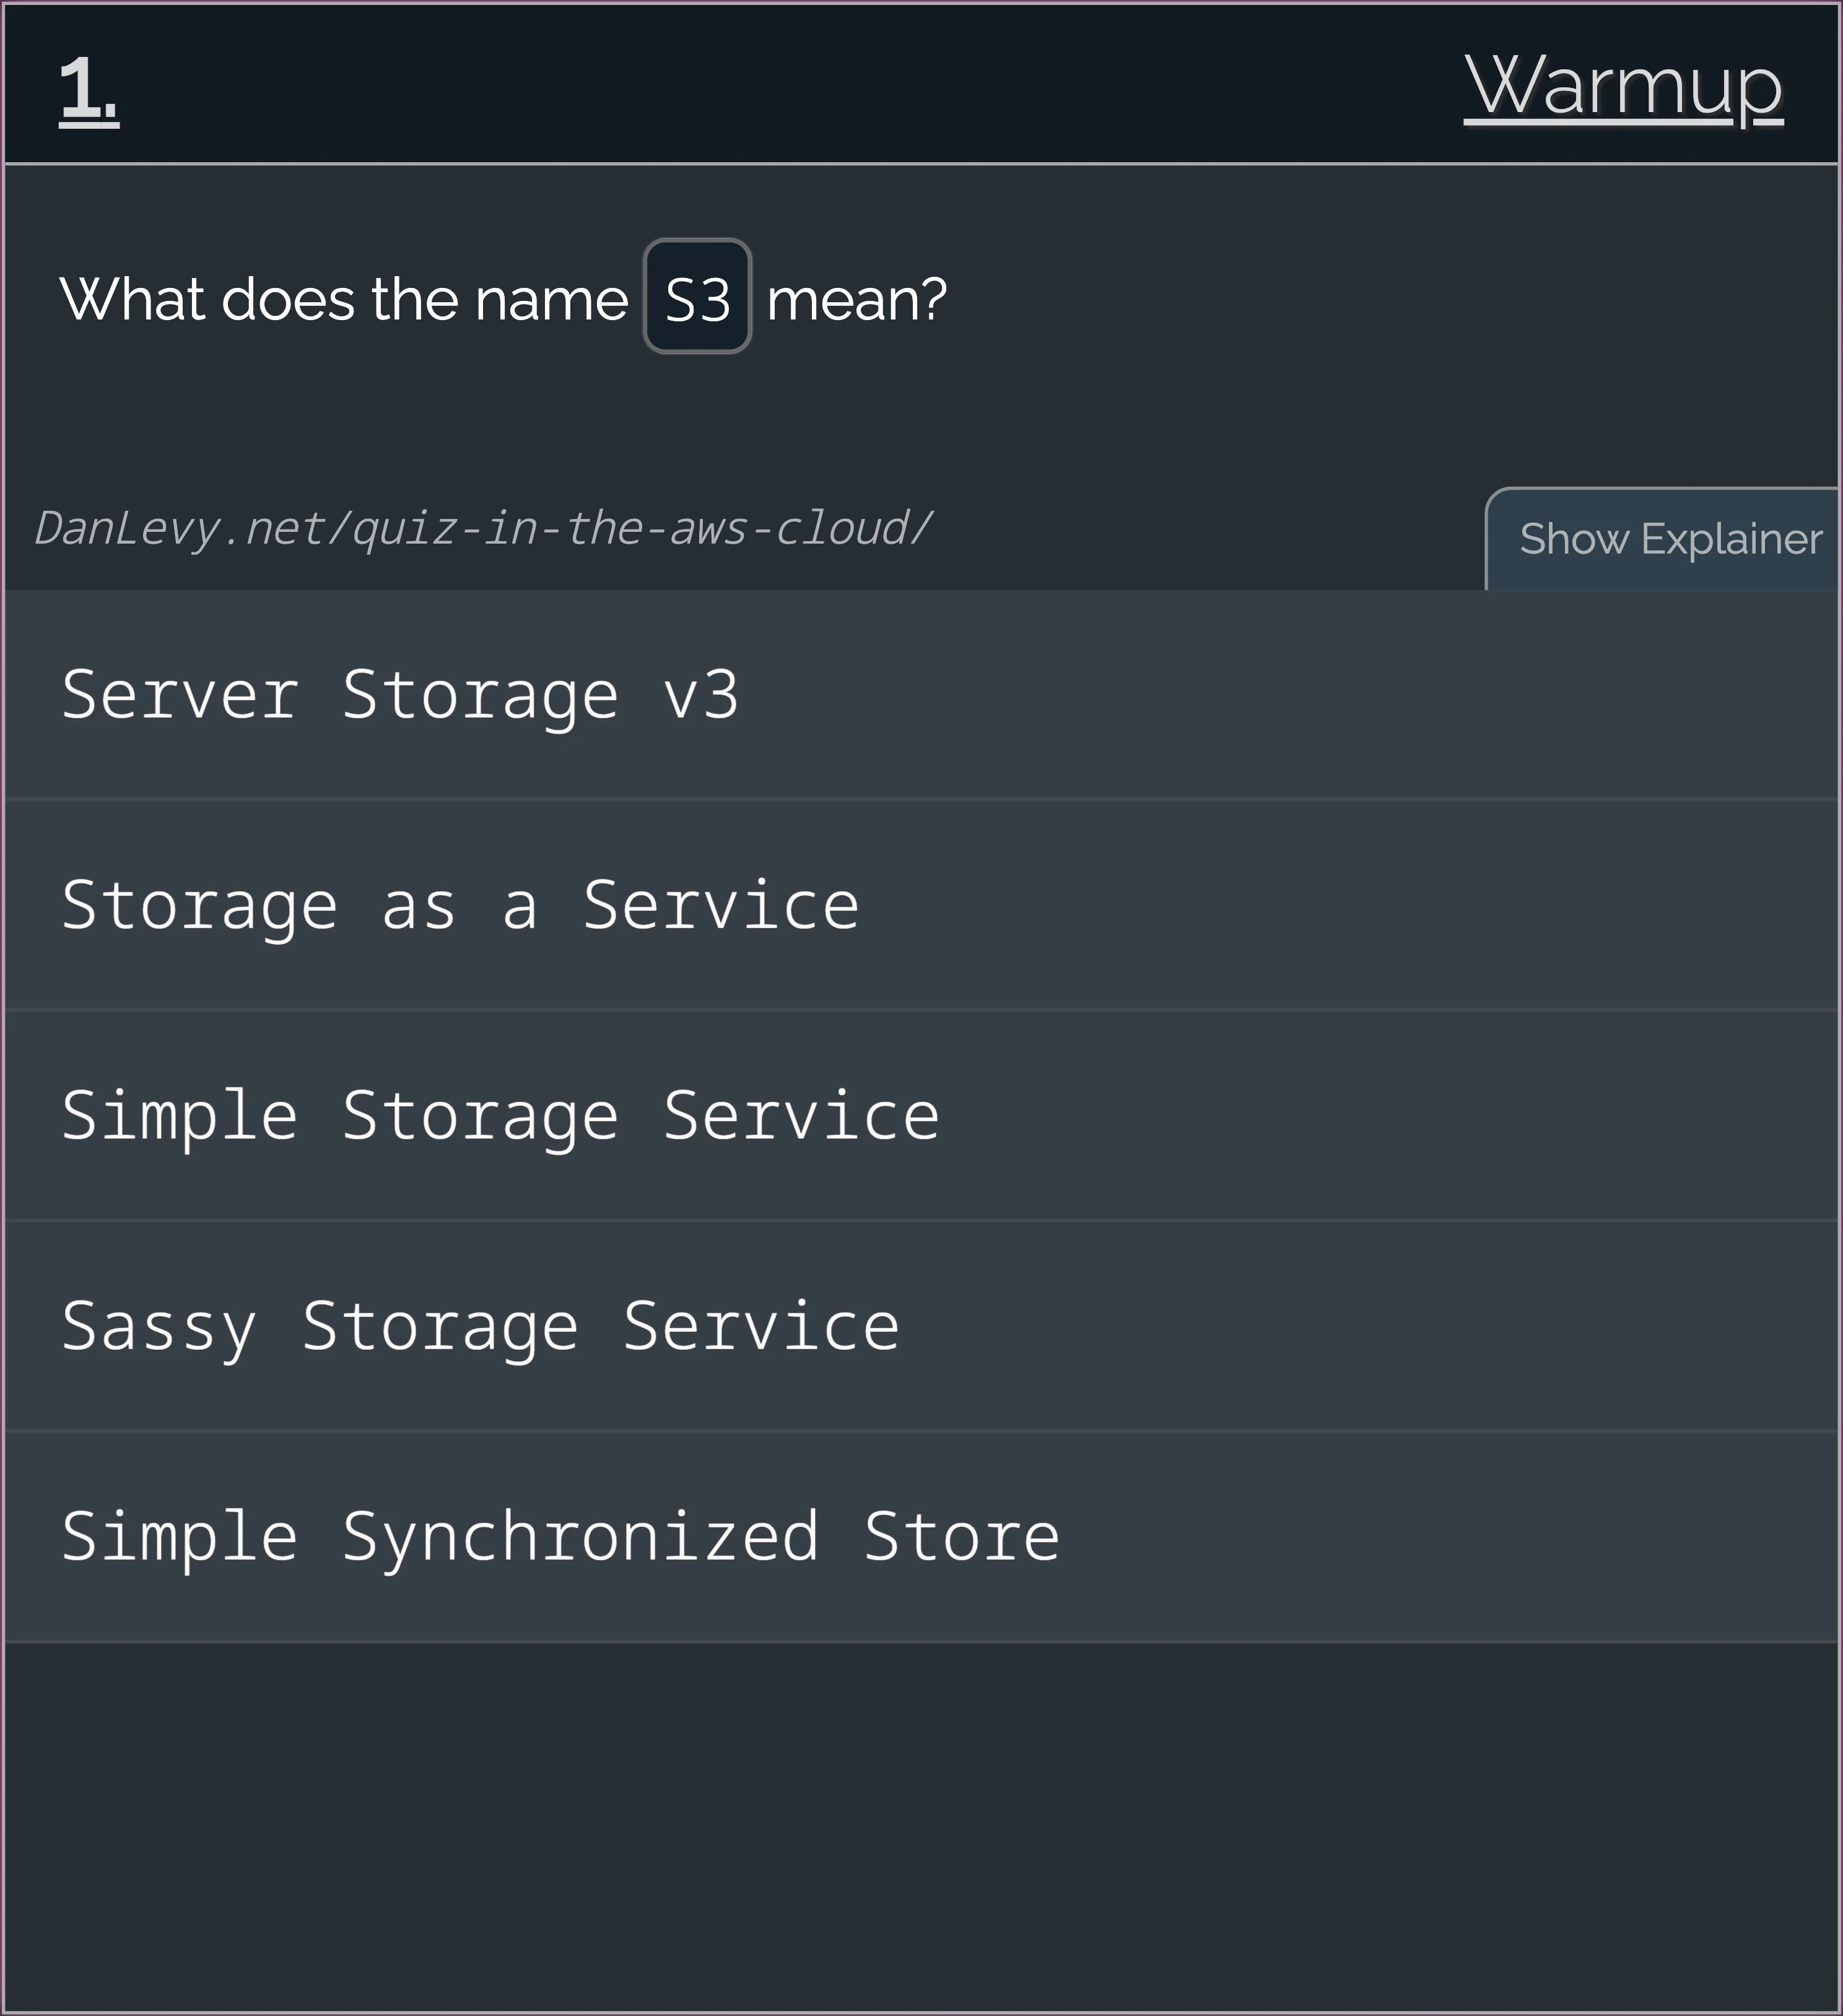 1.
Warmup
What does the name S3 mean?
DanLevy.net/quiz-in-the-aws-cloud/
Show Explainer
Server Storage v3
Storage as a Service
Simple Storage Service
Sassy Storage Service
Simple Synchronized Store